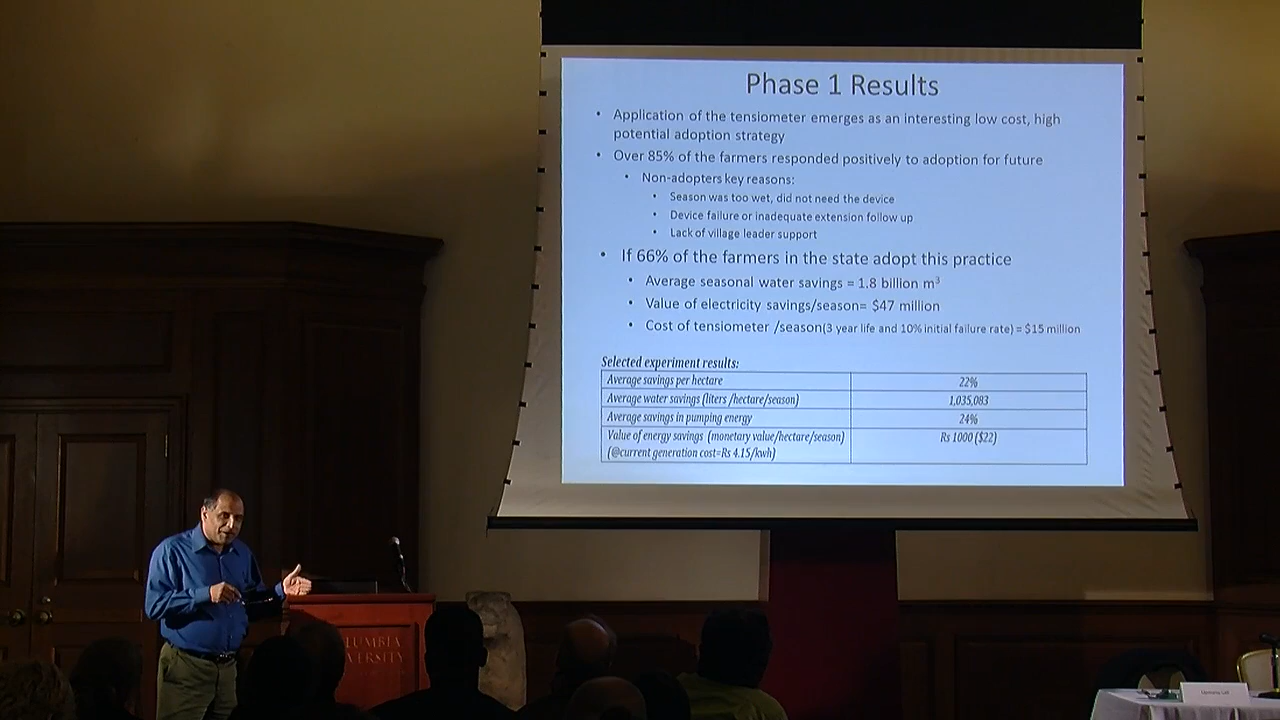 Phase 1 Results
• Application of the tensiometer emerges as an interesting low cost, high
potential adoption strategy
• Over 85% of the farmers responded positively to adoption for future
• Non-adopters key reasons:
• Season was too wet, did not need the device
• Device failure or inadequate extension follow up
• Lack of village leader support
• If 66% of the farmers in the state adopt this practice
• Average seasonal water savings = 1.8 billion m³
• Value of electricity savings/season= $47 million
• Cost of tensiometer /season(3 year life and 10% initial failure rate) = $15 million
Selected experiment results:
Average savings per hectare 22%
Average water savings (liters /hectare/season) 1,035,083
Average savings in pumping energy 24%
Value of energy savings (monetary value/hectare/season) Rs 1000 ($22)
(@current generation cost=Rs 4.15/kwh)
LUMBIA
VERSITY